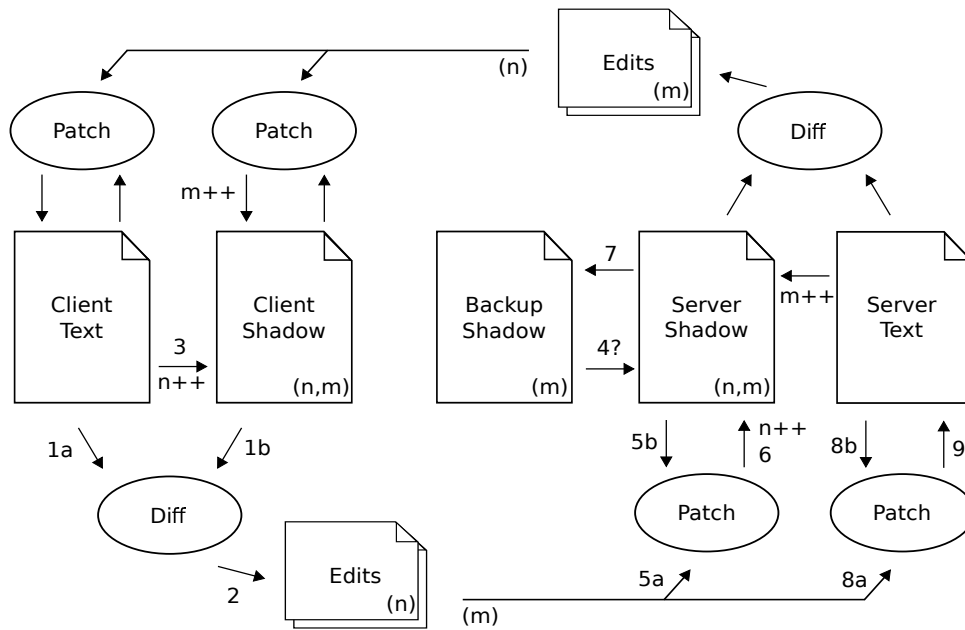 Edits
(n)
(m)
Patch
Patch
Diff
m++
7
Client
Text
Client
Shadow
Backup
Shadow
Server
Shadow
m++
Server
Text
3
n++
4?
(n,m)
(m)
(n,m)
1a
1b
5b
n++
6
8b
9
Diff
Patch
Patch
2
Edits
(n)
5a
8a
(m)